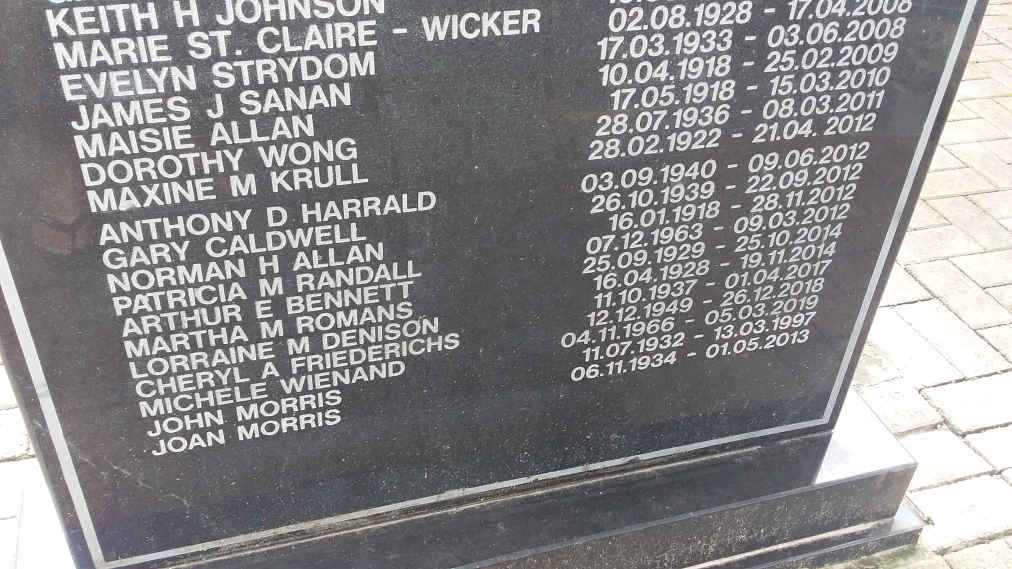 KEITH H JOHNSON
MARIE ST. CLAIRE - WICKER 02.08.1928 - 17.04.2008
EVELYN STRYDOM 17.03.1933 - 03.06.2008
JAMES J SANAN 10.04.1918 - 25.02.2009
MAISIE ALLAN 17.05.1918 - 15.03.2010
DOROTHY WONG 28.07.1936 - 08.03.2011
MAXINE M KRULL 28.02.1922 - 21.04. 2012
ANTHONY D HARRALD 03.09.1940 - 09.06.2012
GARY CALDWELL 26.10.1939 - 22.09.2012
NORMAN H ALLAN 16.01.1918 - 28.11.2012
PATRICIA M RANDALL 07.12.1963 - 09.03.2012
ARTHUR E BENNETT 25.09.1929 - 25.10.2014
MARTHA M ROMANS 16.04.1928 - 19.11.2014
LORRAINE M DENISON 11.10.1937 - 01.04.2017
CHERYL A FRIEDERICHS 12.12.1949 - 26.12.2018
MICHELE WIENAND 04.11.1966 - 05.03.2019
JOHN MORRIS 11.07.1932 - 13.03.1997
JOAN MORRIS 06.11.1934 - 01.05.2013